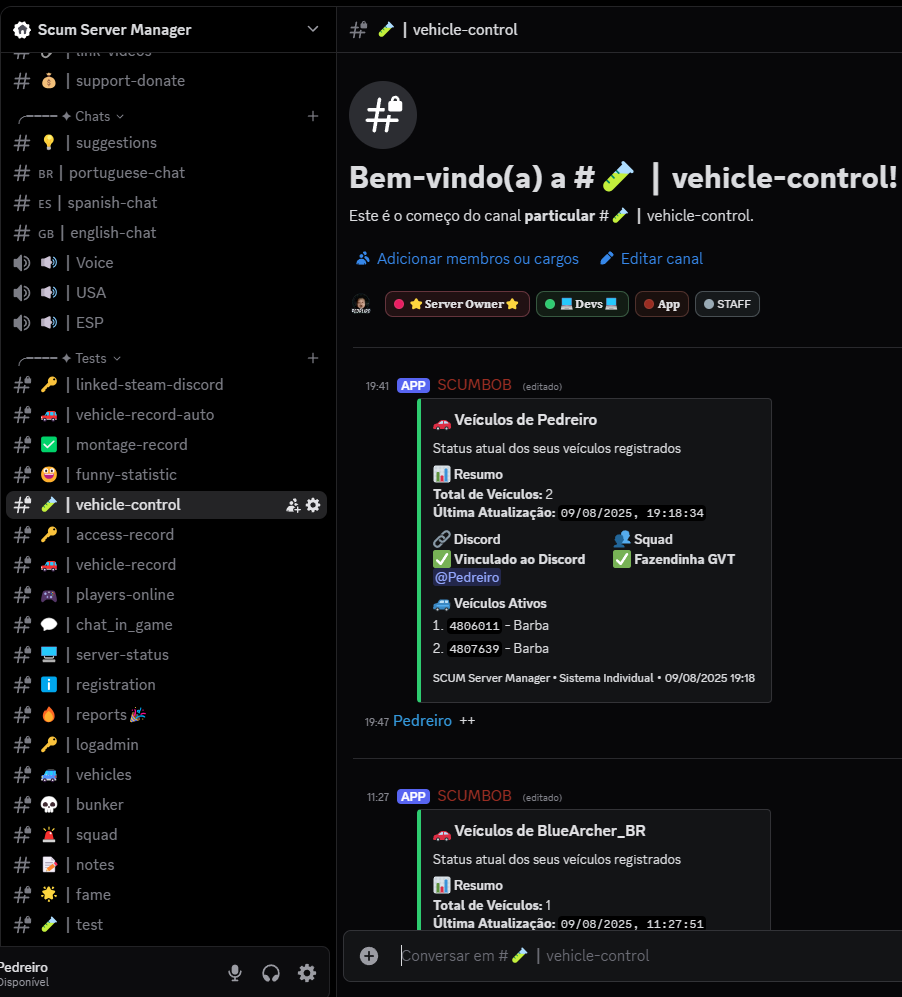 Scum Server Manager
link-videos
# 💰 | support-donate
✦ Chats
# 💡 | suggestions
# BR | portuguese-chat
# ES | spanish-chat
# GB | english-chat
🔊 | Voice
🔊 | USA
🔊 | ESP
✦ Tests
# 🔑 | linked-steam-discord
# 🚗 | vehicle-record-auto
# ✅ | montage-record
# 😀 | funny-statistic
# 🧪 | vehicle-control
# 🔑 | access-record
# 🚗 | vehicle-record
# 🎮 | players-online
# 💬 | chat_in_game
# 🖥️ | server-status
# ℹ️ | registration
# 🔥 | reports🎉
# 🔑 | logadmin
# 🚙 | vehicles
# 💀 | bunker
# 🚨 | squad
# 📝 | notes
# 🌟 | fame
# 🧪 | test
Pedreiro
Disponível
# 🧪 | vehicle-control
Bem-vindo(a) a # 🧪 | vehicle-control!
Este é o começo do canal particular # 🧪 | vehicle-control.
Adicionar membros ou cargos Editar canal
⭐ Server Owner ⭐ 💻 Devs 💻 App STAFF
19:41 APP SCUMBOB (editado)
🚗 Veículos de Pedreiro
Status atual dos seus veículos registrados
📊 Resumo
Total de Veículos: 2
Última Atualização: 09/08/2025, 19:18:34
🔗 Discord 👥 Squad
✅ Vinculado ao Discord ✅ Fazendinha GVT
@Pedreiro
🚙 Veículos Ativos
1. 4806011 - Barba
2. 4807639 - Barba
SCUM Server Manager • Sistema Individual • 09/08/2025 19:18
19:47 Pedreiro ++
11:27 APP SCUMBOB (editado)
🚗 Veículos de BlueArcher_BR
Status atual dos seus veículos registrados
📊 Resumo
Total de Veículos: 1
Última Atualização: 09/08/2025, 11:27:51
Conversar em # 🧪 | vehicle-control